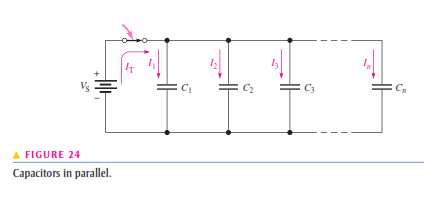 I_T
I_1
I_2
I_3
I_n
+
V_S
−
C_1
C_2
C_3
C_n
▲ FIGURE 24
Capacitors in parallel.